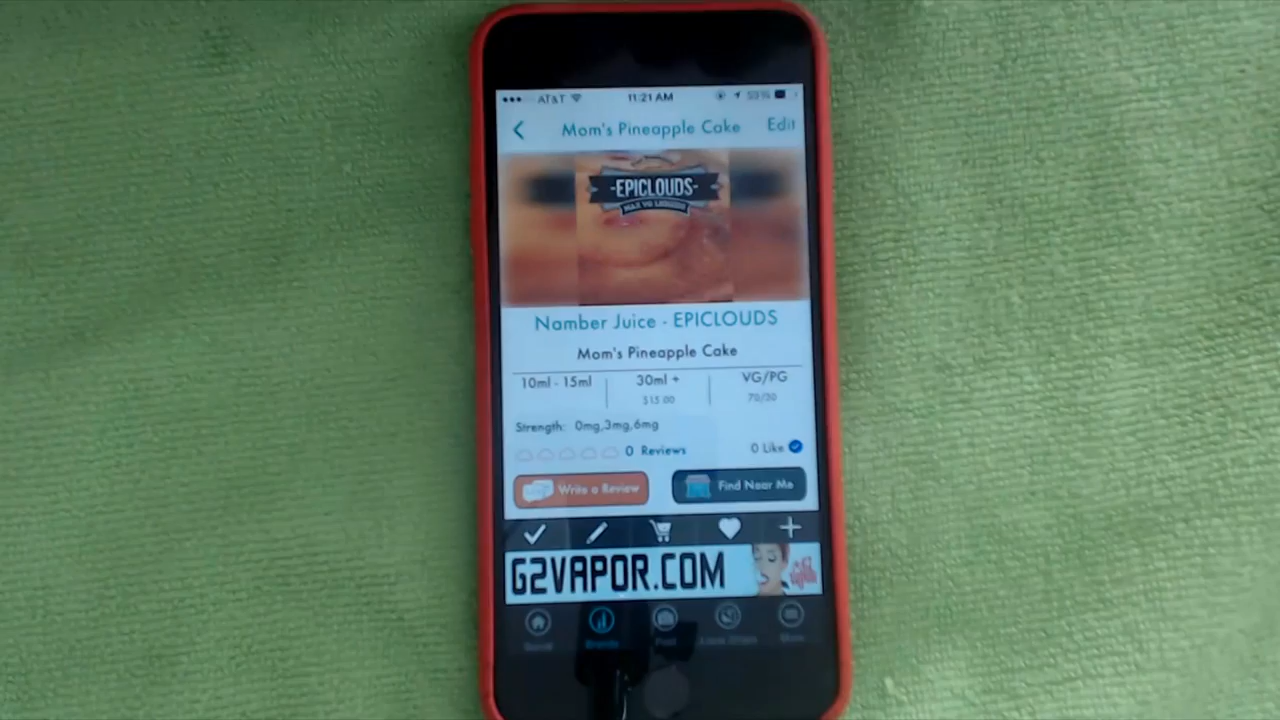 AT&T 11:21 AM 53%
Mom's Pineapple Cake Edit
-EPICLOUDS-
MAX VG
Namber Juice - EPICLOUDS
Mom's Pineapple Cake
10ml - 15ml 30ml + VG/PG
$15.00 70/30
Strength: 0mg,3mg,6mg
0 Reviews 0 Like
Write a Review Find Near Me
G2VAPOR.COM
Brands